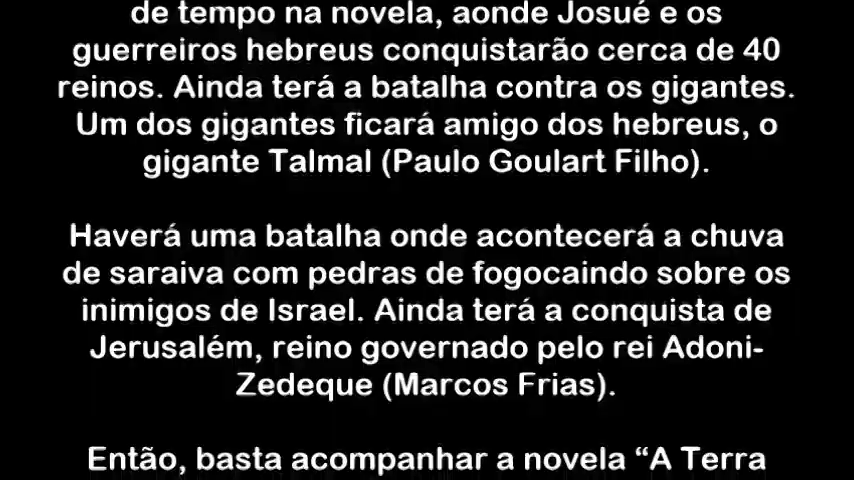 de tempo na novela, aonde Josué e os
guerreiros hebreus conquistarão cerca de 40
reinos. Ainda terá a batalha contra os gigantes.
Um dos gigantes ficará amigo dos hebreus, o
gigante Talmal (Paulo Goulart Filho).
Haverá uma batalha onde acontecerá a chuva
de saraiva com pedras de fogocaindo sobre os
inimigos de Israel. Ainda terá a conquista de
Jerusalém, reino governado pelo rei Adoni-
Zedeque (Marcos Frias).
Então, basta acompanhar a novela “A Terra